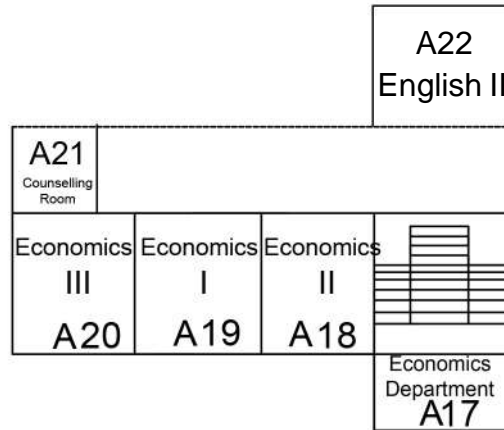 A22
English II
A21
Counselling
Room
Economics
III
A20
Economics
I
A19
Economics
II
A18
Economics
Department
A17